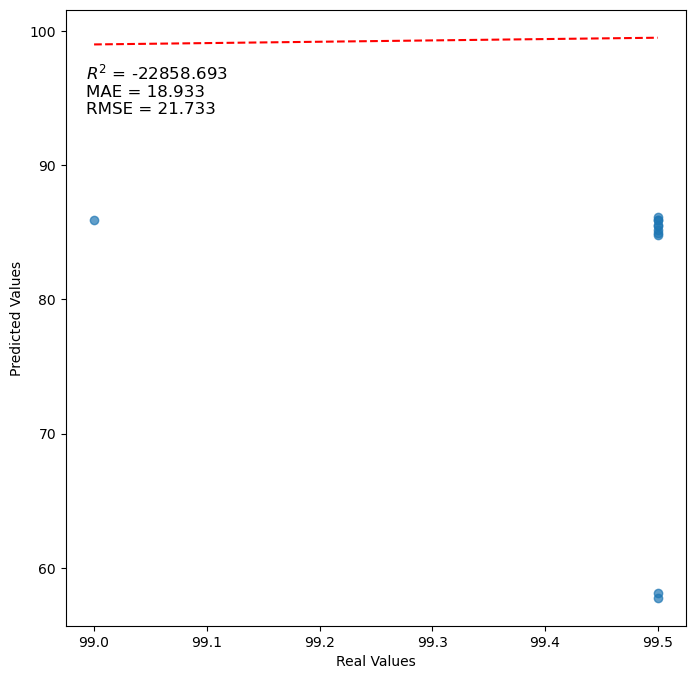 100
R² = -22858.693
MAE = 18.933
RMSE = 21.733
90
80
70
60
Predicted Values
99.0 99.1 99.2 99.3 99.4 99.5
Real Values